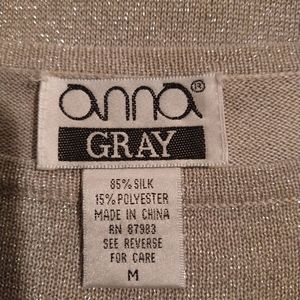 anna®
GRAY
85% SILK
15% POLYESTER
MADE IN CHINA
RN 87983
SEE REVERSE
FOR CARE
M